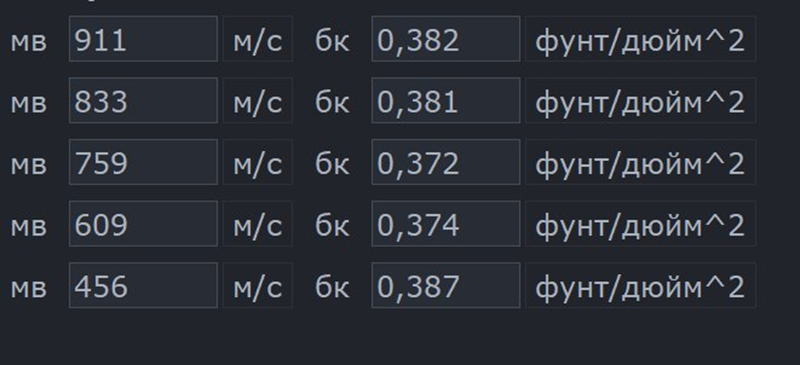 мв 911 м/с бк 0,382 фунт/дюйм^2
мв 833 м/с бк 0,381 фунт/дюйм^2
мв 759 м/с бк 0,372 фунт/дюйм^2
мв 609 м/с бк 0,374 фунт/дюйм^2
мв 456 м/с бк 0,387 фунт/дюйм^2